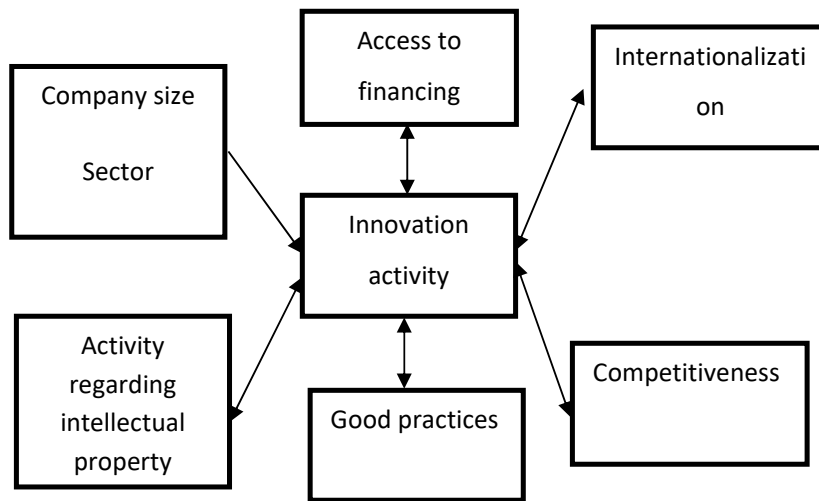 Access to
financing
Internationalizati
on
Company size
Sector
Innovation
activity
Activity
regarding
intellectual
property
Good practices
Competitiveness